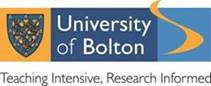 University
of Bolton
Teaching Intensive, Research Informed